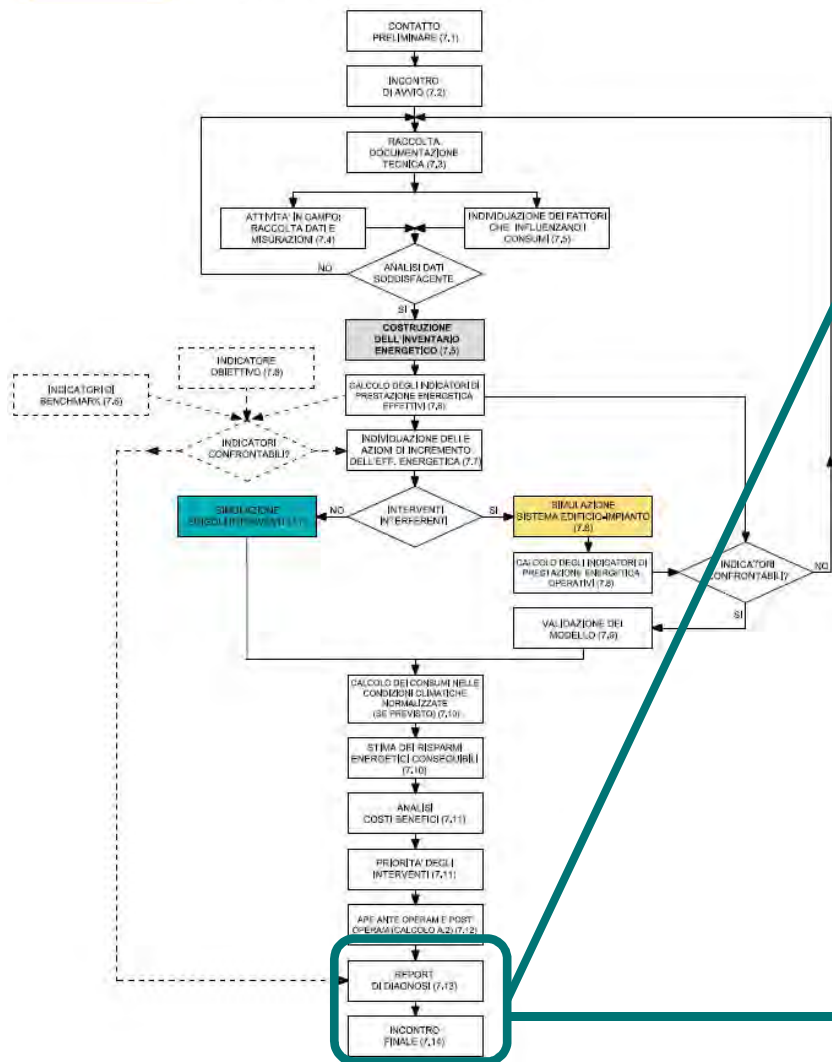 CONTATTO
PRELIMINARE (7.1)
INCONTRO
DI AVVIO (7.2)
RACCOLTA
DOCUMENTAZIONE
TECNICA (7.3)
ATTIVITA' IN CAMPO:
RACCOLTA DATI E
MISURAZIONI (7.4)
INDIVIDUAZIONE DEI FATTORI
CHE INFLUENZANO I
CONSUMI (7.5)
NO
ANALISI DATI
SODDISFACENTE
SI
COSTRUZIONE
DELL'INVENTARIO
ENERGETICO (7.5)
INDICATORE
OBIETTIVO (7.8)
INDICATORI DI
BENCHMARK (7.6)
CALCOLO DEGLI INDICATORI DI
PRESTAZIONE ENERGETICA
EFFETTIVI (7.6)
INDICATORI
CONFRONTABILI?
INDIVIDUAZIONE DELLE
AZIONI DI INCREMENTO
DELL'EFF. ENERGETICA (7.7)
SIMULAZIONE
NO
INTERVENTI
INTERFERENTI
SI
SIMULAZIONE
SISTEMA EDIFICIO-IMPIANTO
(7.8)
CALCOLO DEGLI INDICATORI DI
PRESTAZIONE ENERGETICA
OPERATIVI (7.8)
INDICATORI
CONFRONTABILI?
NO
SI
VALIDAZIONE DEL
MODELLO (7.9)
CALCOLO DEI CONSUMI NELLE
CONDIZIONI CLIMATICHE
NORMALIZZATE
(SE PREVISTO) (7.10)
STIMA DEI RISPARMI
ENERGETICI CONSEGUIBILI
(7.10)
ANALISI
COSTI BENEFICI (7.11)
PRIORITA' DEGLI
INTERVENTI (7.11)
APE ANTE OPERAM E POST
OPERAM (CALCOLO A.2) (7.12)
REPORT
DI DIAGNOSI (7.13)
INCONTRO
FINALE (7.14)